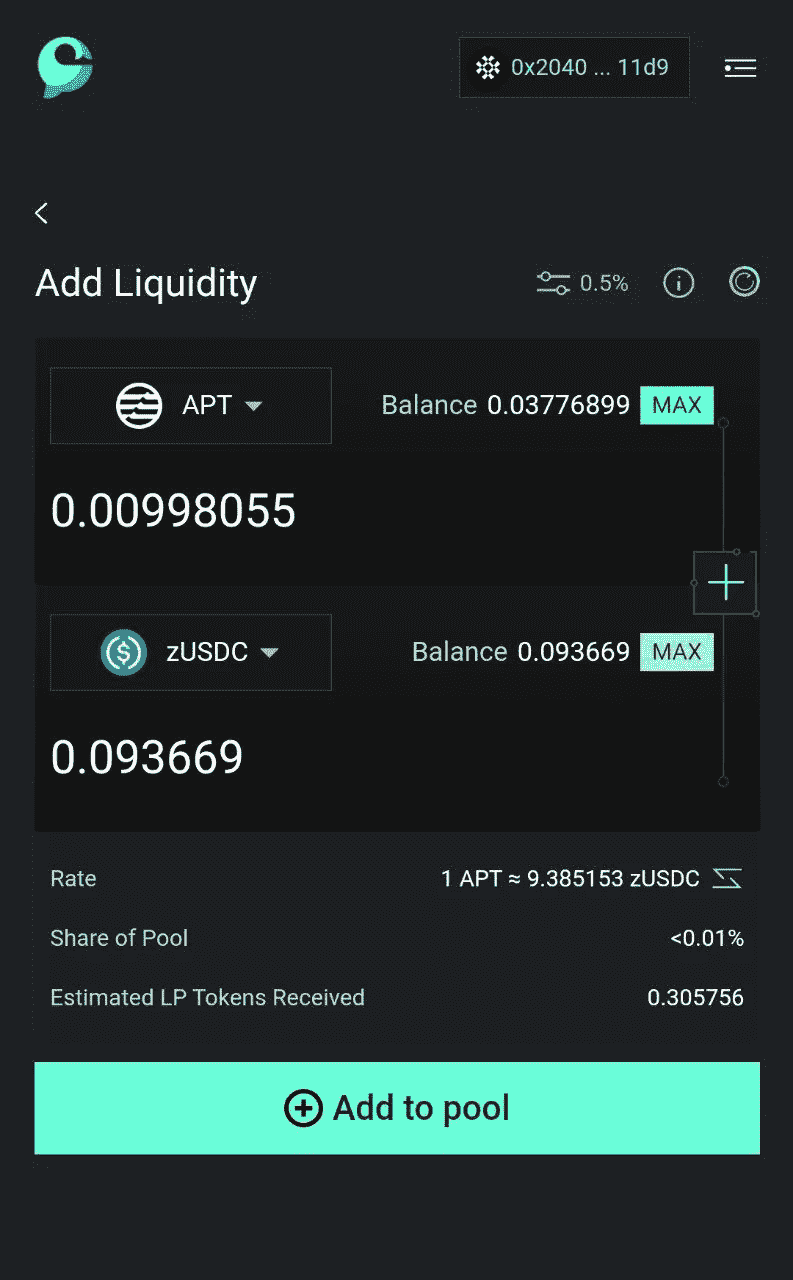 0x2040 ... 11d9
Add Liquidity 0.5%
APT Balance 0.03776899 MAX
0.00998055
zUSDC Balance 0.093669 MAX
0.093669
Rate 1 APT ≈ 9.385153 zUSDC
Share of Pool <0.01%
Estimated LP Tokens Received 0.305756
Add to pool